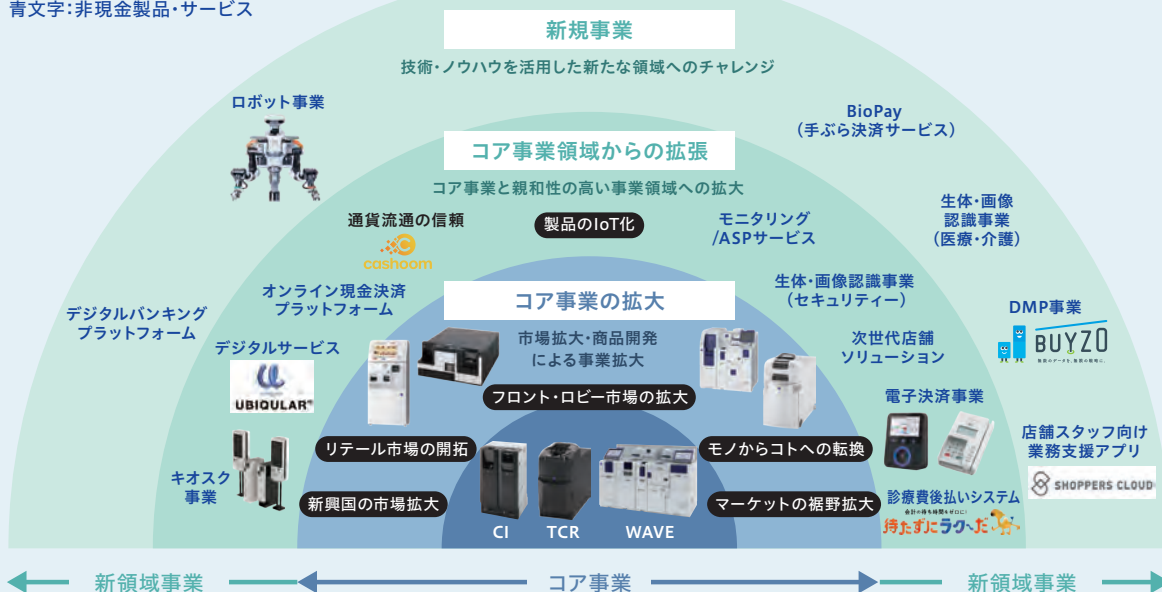 青文字：非現金製品・サービス
新規事業
技術・ノウハウを活用した新たな領域へのチャレンジ
ロボット事業
BioPay
（手ぶら決済サービス）
コア事業領域からの拡張
コア事業と親和性の高い事業領域への拡大
通貨流通の信頼
cashoom
製品のIoT化
モニタリング
/ASPサービス
生体・画像
認識事業
（医療・介護）
デジタルバンキング
プラットフォーム
オンライン現金決済
プラットフォーム
コア事業の拡大
市場拡大・商品開発
による事業拡大
生体・画像認識事業
（セキュリティー）
DMP事業
BUYZO
デジタルサービス
UBIQULAR®
次世代店舗
ソリューション
フロント・ロビー市場の拡大
電子決済事業
リテール市場の開拓
モノからコトへの転換
店舗スタッフ向け
業務支援アプリ
SHOPPERS CLOUD
キオスク
事業
新興国の市場拡大
マーケットの裾野拡大
診療費後払いシステム
会計の待ち時間をゼロに!
待たずにラク〜だ
CI
TCR
WAVE
新領域事業
コア事業
新領域事業